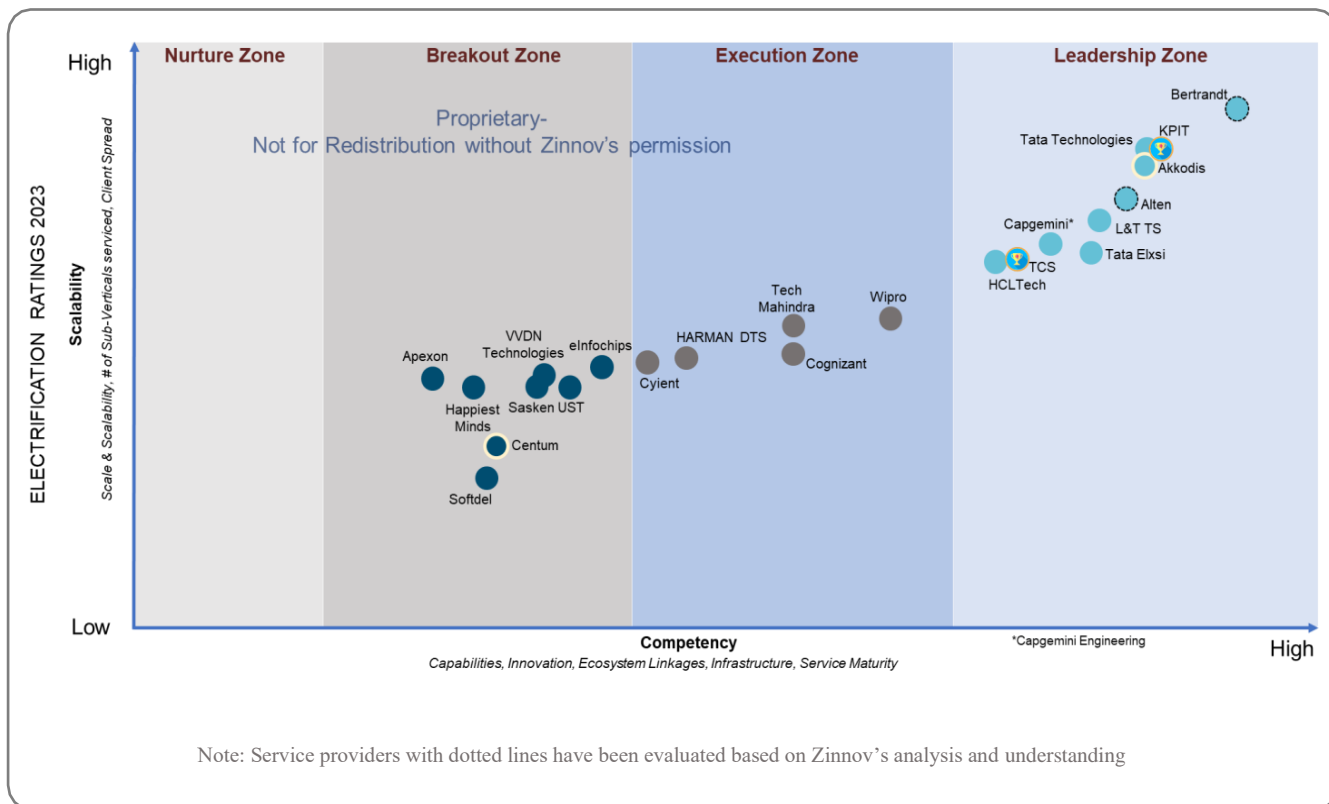 Nurture Zone
Breakout Zone
Execution Zone
Leadership Zone
High
Proprietary-
Not for Redistribution without Zinnov's permission
ELECTRIFICATION RATINGS 2023
Scalability
Scale & Scalability, # of Sub-Verticals serviced, Client Spread
Bertrandt
KPIT
Tata Technologies
Akkodis
Alten
L&T TS
Capgemini*
Tata Elxsi
TCS
HCLTech
Tech
Mahindra
Wipro
HARMAN DTS
Cognizant
Cyient
VVDN
Technologies
eInfochips
Apexon
Happiest
Minds
Sasken
UST
Centum
Softdel
Low
Competency
Capabilities, Innovation, Ecosystem Linkages, Infrastructure, Service Maturity
*Capgemini Engineering
High
Note: Service providers with dotted lines have been evaluated based on Zinnov's analysis and understanding